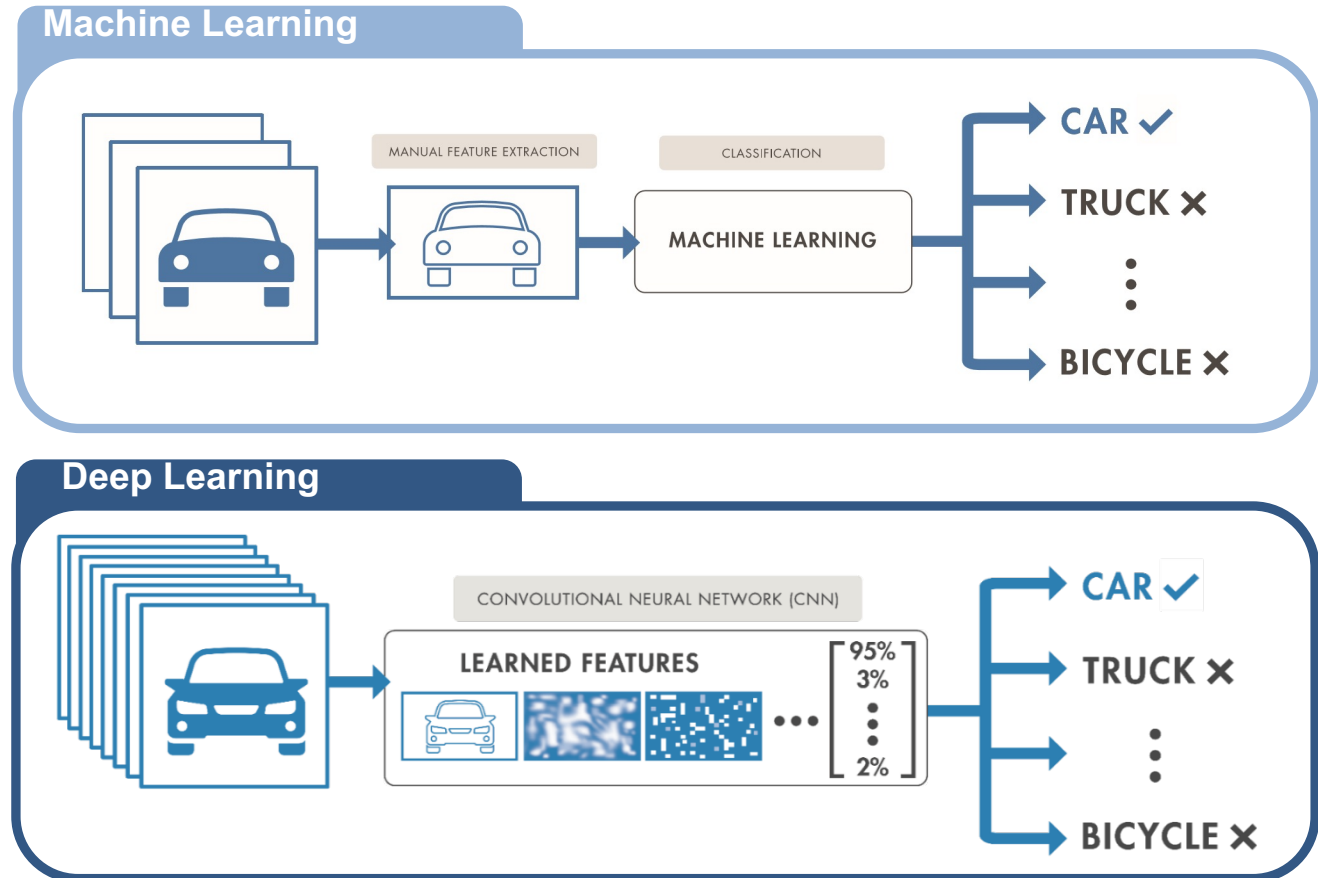 Machine Learning
MANUAL FEATURE EXTRACTION
CLASSIFICATION
MACHINE LEARNING
CAR
TRUCK
BICYCLE
Deep Learning
CONVOLUTIONAL NEURAL NETWORK (CNN)
LEARNED FEATURES
95%
3%
2%
CAR
TRUCK
BICYCLE